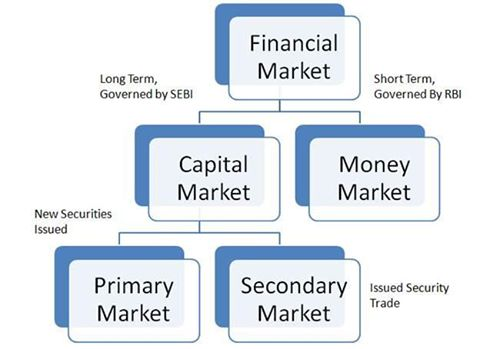 Financial
Market
Long Term,
Governed by SEBI
Short Term,
Governed By RBI
Capital
Market
Money
Market
New Securities
Issued
Primary
Market
Secondary
Market
Issued Security
Trade